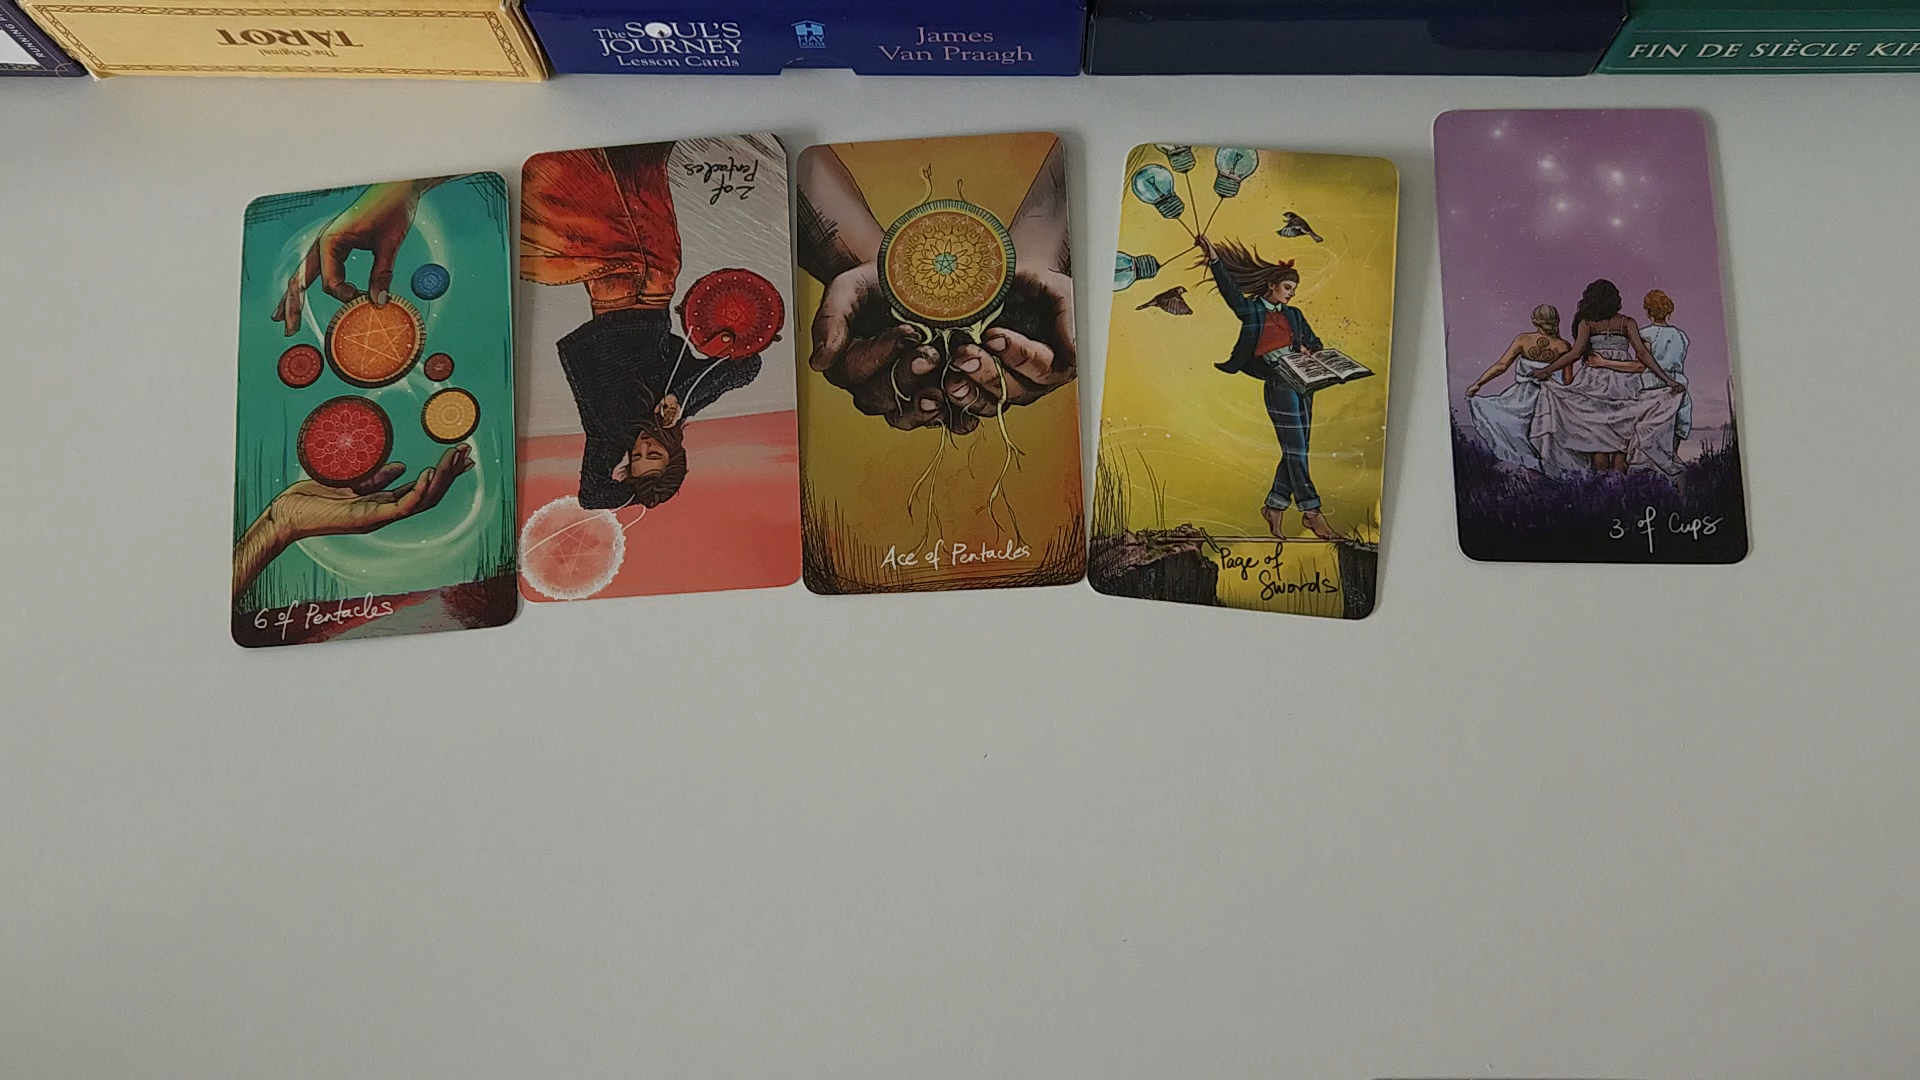 RUNNING
The Original
TAROT
The SOUL'S
JOURNEY
Lesson Cards
HAY
HOUSE
James
Van Praagh
FIN DE SIÈCLE KIP
6 of Pentacles
2 of
Pentacles
Ace of Pentacles
Page of
Swords
3 of Cups